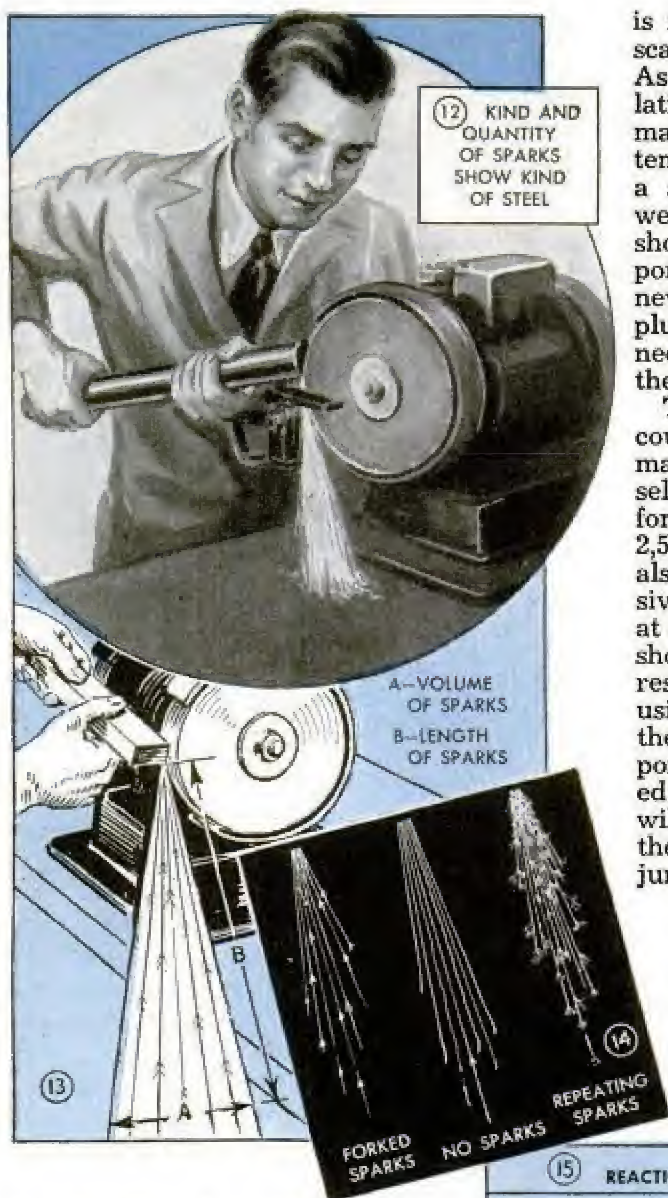 12 KIND AND
QUANTITY
OF SPARKS
SHOW KIND
OF STEEL
A—VOLUME
OF SPARKS
B—LENGTH
OF SPARKS
B
A
13
14
FORKED
SPARKS
NO SPARKS
REPEATING
SPARKS
15 REACTI
is
sca
As
lati
ma
ten
a
we
sho
por
nev
plu
nec
the
T
cou
ma
sel
for
2,5
als
siv
at
sho
res
usi
the
por
ed
wi
the
jur